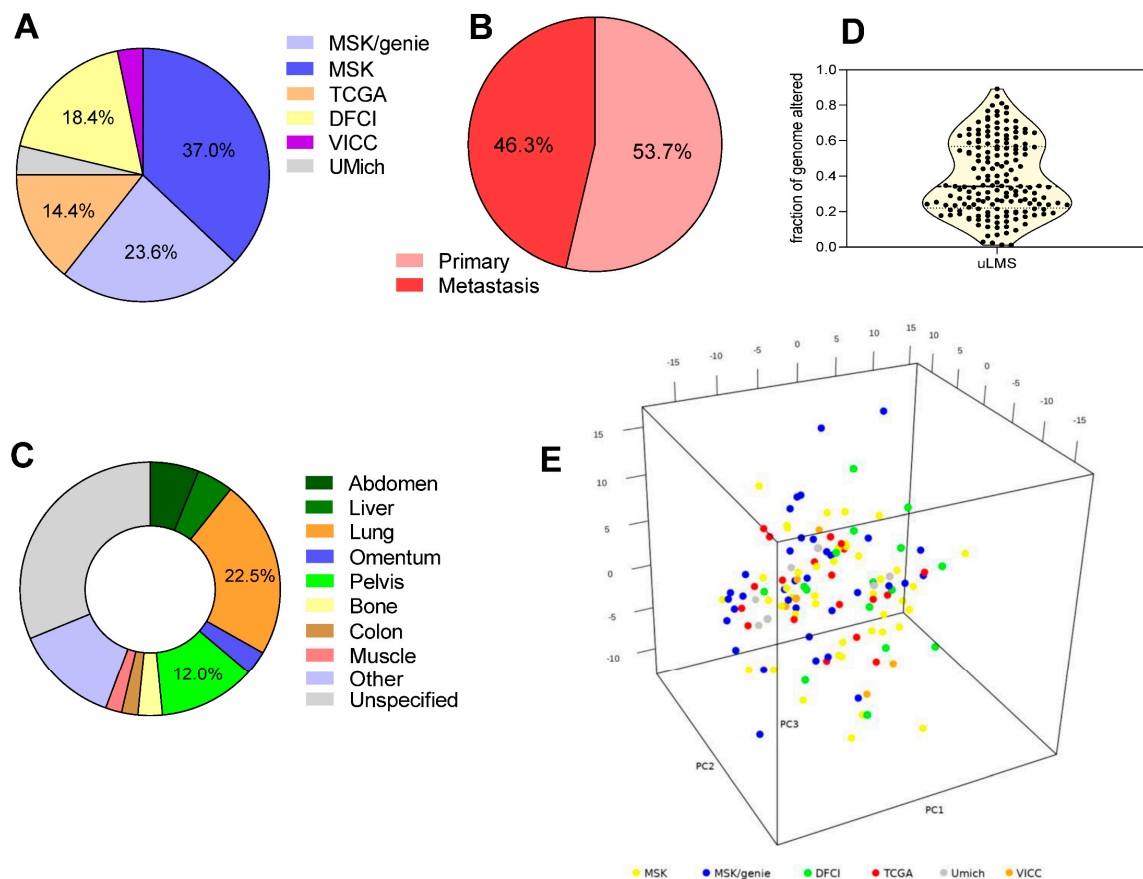 A
MSK/genie
MSK
TCGA
DFCI
VICC
UMich
18.4%
37.0%
14.4%
23.6%
B
46.3%
53.7%
Primary
Metastasis
D
fraction of genome altered
1.0
0.8
0.6
0.4
0.2
0.0
uLMS
C
22.5%
12.0%
Abdomen
Liver
Lung
Omentum
Pelvis
Bone
Colon
Muscle
Other
Unspecified
E
-15 -10 -5 0 5 10 15
10 5 0 -5 -10 -15
15
10
5
0
-5
-10
PC3
PC2
PC1
MSK MSK/genie DFCI TCGA Umich VICC